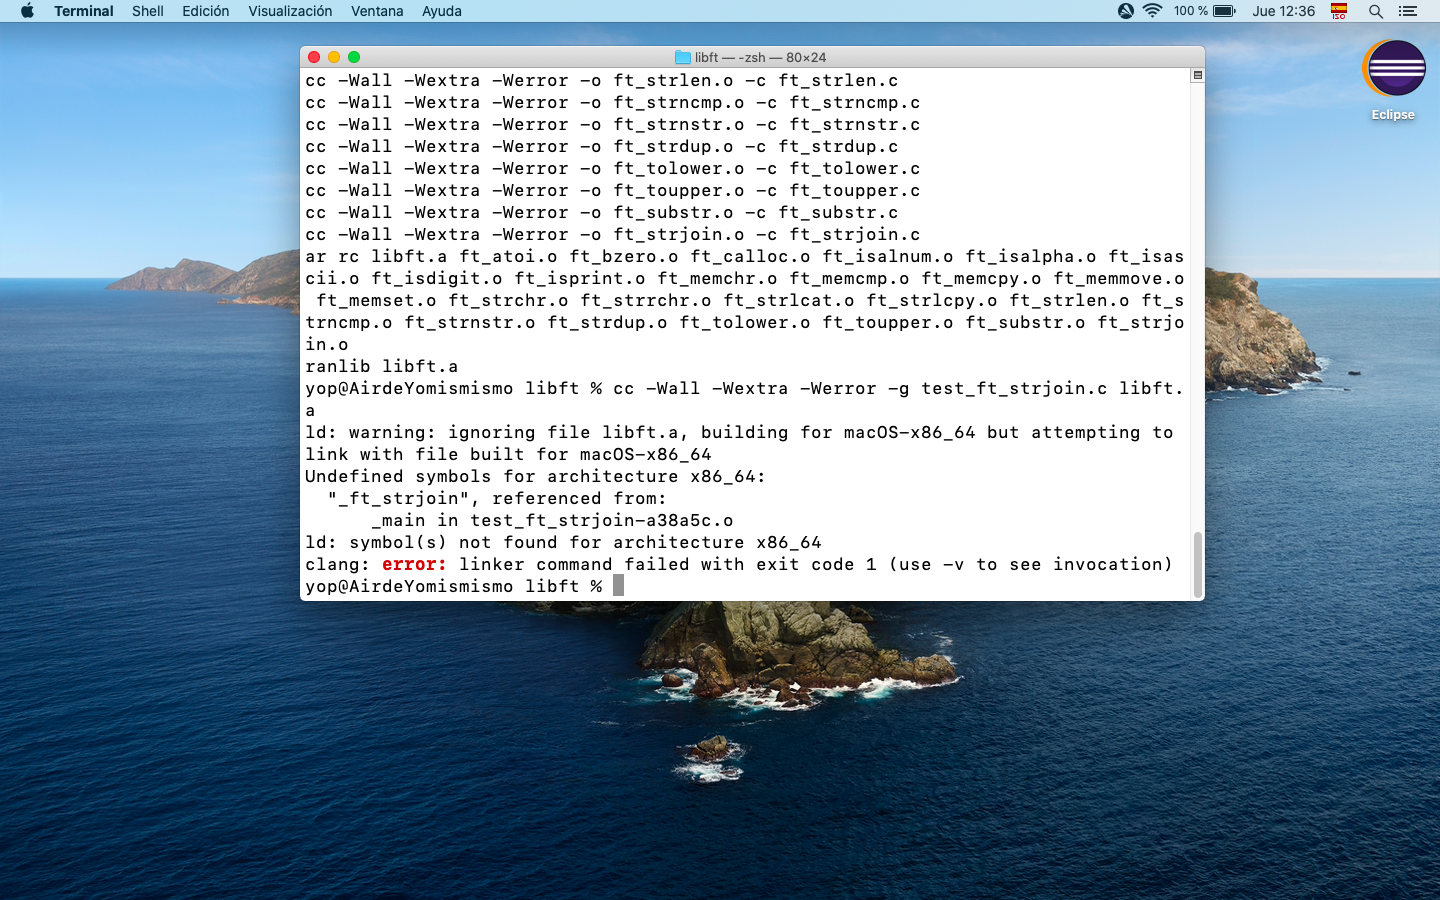 Terminal Shell Edición Visualización Ventana Ayuda 100 % Jue 12:36 ISO
libft — -zsh — 80×24
cc -Wall -Wextra -Werror -o ft_strlen.o -c ft_strlen.c
cc -Wall -Wextra -Werror -o ft_strncmp.o -c ft_strncmp.c
cc -Wall -Wextra -Werror -o ft_strnstr.o -c ft_strnstr.c
cc -Wall -Wextra -Werror -o ft_strdup.o -c ft_strdup.c
cc -Wall -Wextra -Werror -o ft_tolower.o -c ft_tolower.c
cc -Wall -Wextra -Werror -o ft_toupper.o -c ft_toupper.c
cc -Wall -Wextra -Werror -o ft_substr.o -c ft_substr.c
cc -Wall -Wextra -Werror -o ft_strjoin.o -c ft_strjoin.c
ar rc libft.a ft_atoi.o ft_bzero.o ft_calloc.o ft_isalnum.o ft_isalpha.o ft_isas
cii.o ft_isdigit.o ft_isprint.o ft_memchr.o ft_memcmp.o ft_memcpy.o ft_memmove.o
 ft_memset.o ft_strchr.o ft_strrchr.o ft_strlcat.o ft_strlcpy.o ft_strlen.o ft_s
trncmp.o ft_strnstr.o ft_strdup.o ft_tolower.o ft_toupper.o ft_substr.o ft_strjo
in.o
ranlib libft.a
yop@AirdeYomismismo libft % cc -Wall -Wextra -Werror -g test_ft_strjoin.c libft.
a
ld: warning: ignoring file libft.a, building for macOS-x86_64 but attempting to
link with file built for macOS-x86_64
Undefined symbols for architecture x86_64:
  "_ft_strjoin", referenced from:
      _main in test_ft_strjoin-a38a5c.o
ld: symbol(s) not found for architecture x86_64
clang: error: linker command failed with exit code 1 (use -v to see invocation)
yop@AirdeYomismismo libft %
Eclipse